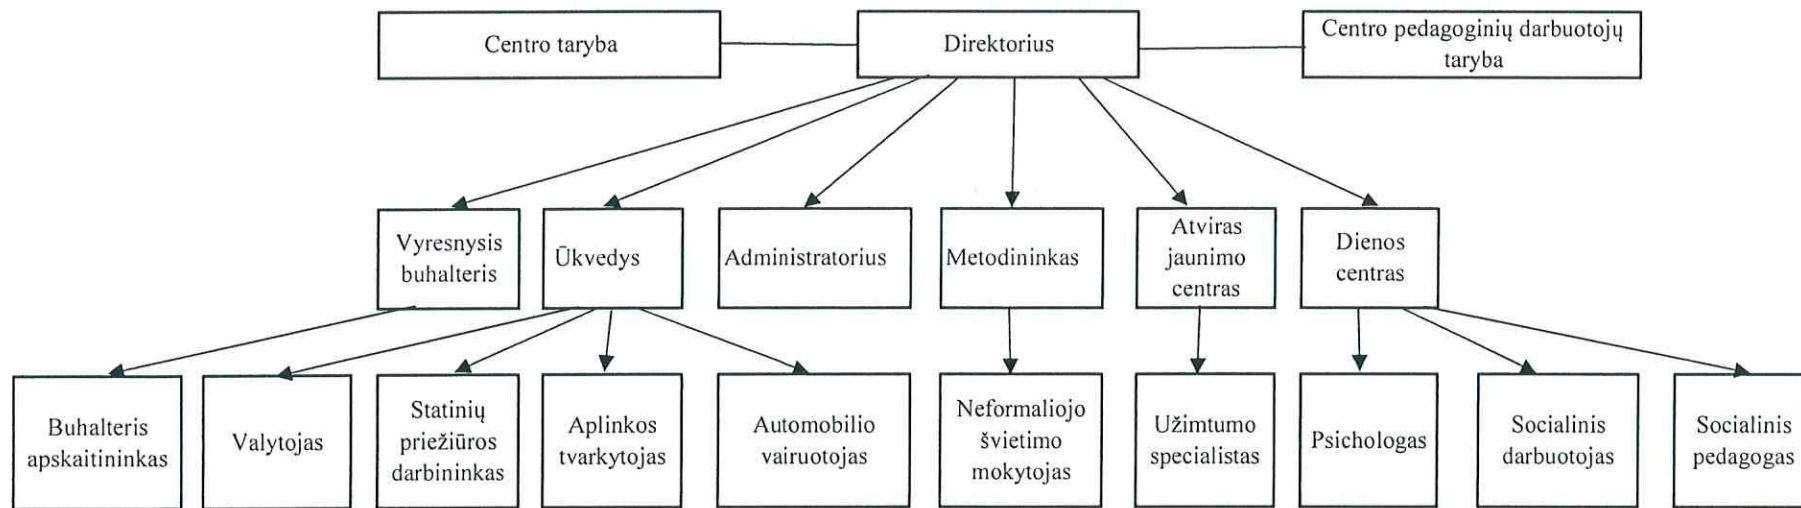 Centro taryba
Direktorius
Centro pedagoginių darbuotojų
taryba
Vyresnysis
buhalteris
Ūkvedys
Administratorius
Metodininkas
Atviras
jaunimo
centras
Dienos
centras
Buhalteris
apskaitininkas
Valytojas
Statinių
priežiūros
darbininkas
Aplinkos
tvarkytojas
Automobilio
vairuotojas
Neformaliojo
švietimo
mokytojas
Užimtumo
specialistas
Psichologas
Socialinis
darbuotojas
Socialinis
pedagogas